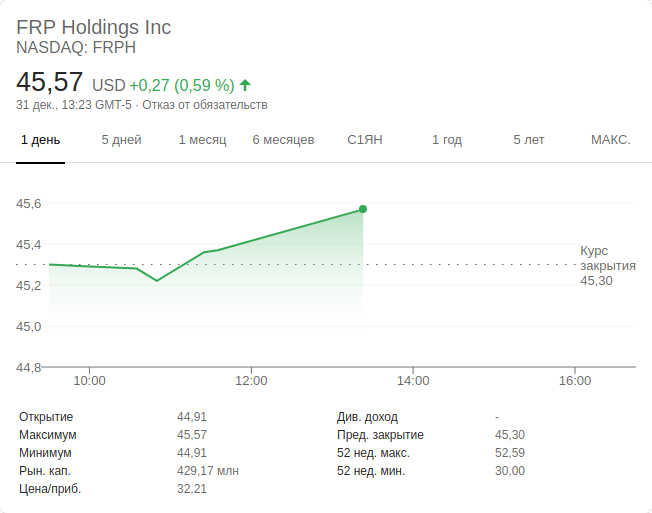 FRP Holdings Inc
NASDAQ: FRPH
45,57 USD +0,27 (0,59 %)
31 дек., 13:23 GMT-5 · Отказ от обязательств
1 день 5 дней 1 месяц 6 месяцев С1ЯН 1 год 5 лет МАКС.
45,6
45,4
45,2
45,0
44,8
Курс
закрытия
45,30
10:00 12:00 14:00 16:00
Открытие 44,91 Див. доход -
Максимум 45,57 Пред. закрытие 45,30
Минимум 44,91 52 нед. макс. 52,59
Рын. кап. 429,17 млн 52 нед. мин. 30,00
Цена/приб. 32,21